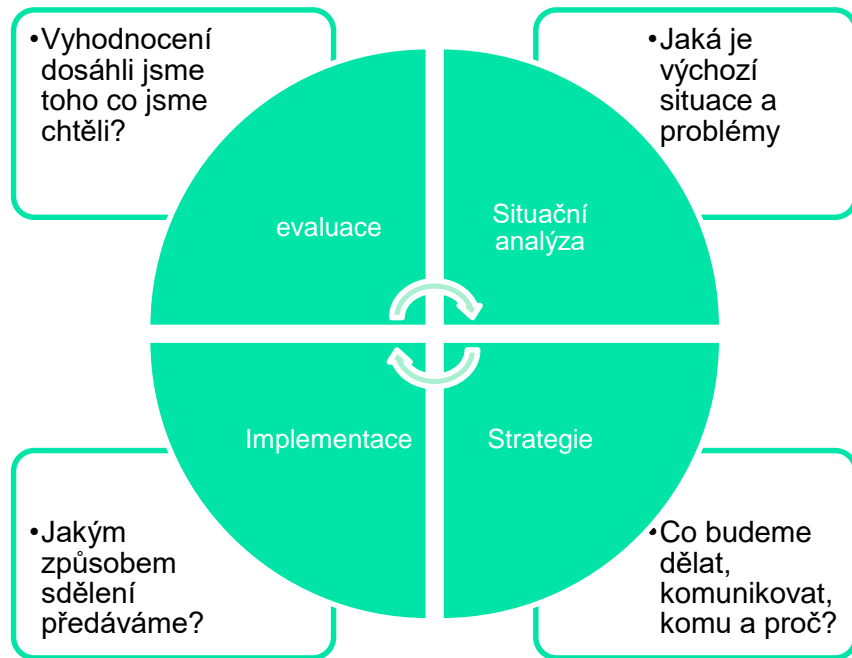 •Vyhodnocení
dosáhli jsme
toho co jsme
chtěli?
•Jaká je
výchozí
situace a
problémy
evaluace
Situační
analýza
Implementace
Strategie
•Jakým
způsobem
sdělení
předáváme?
•Co budeme
dělat,
komunikovat,
komu a proč?